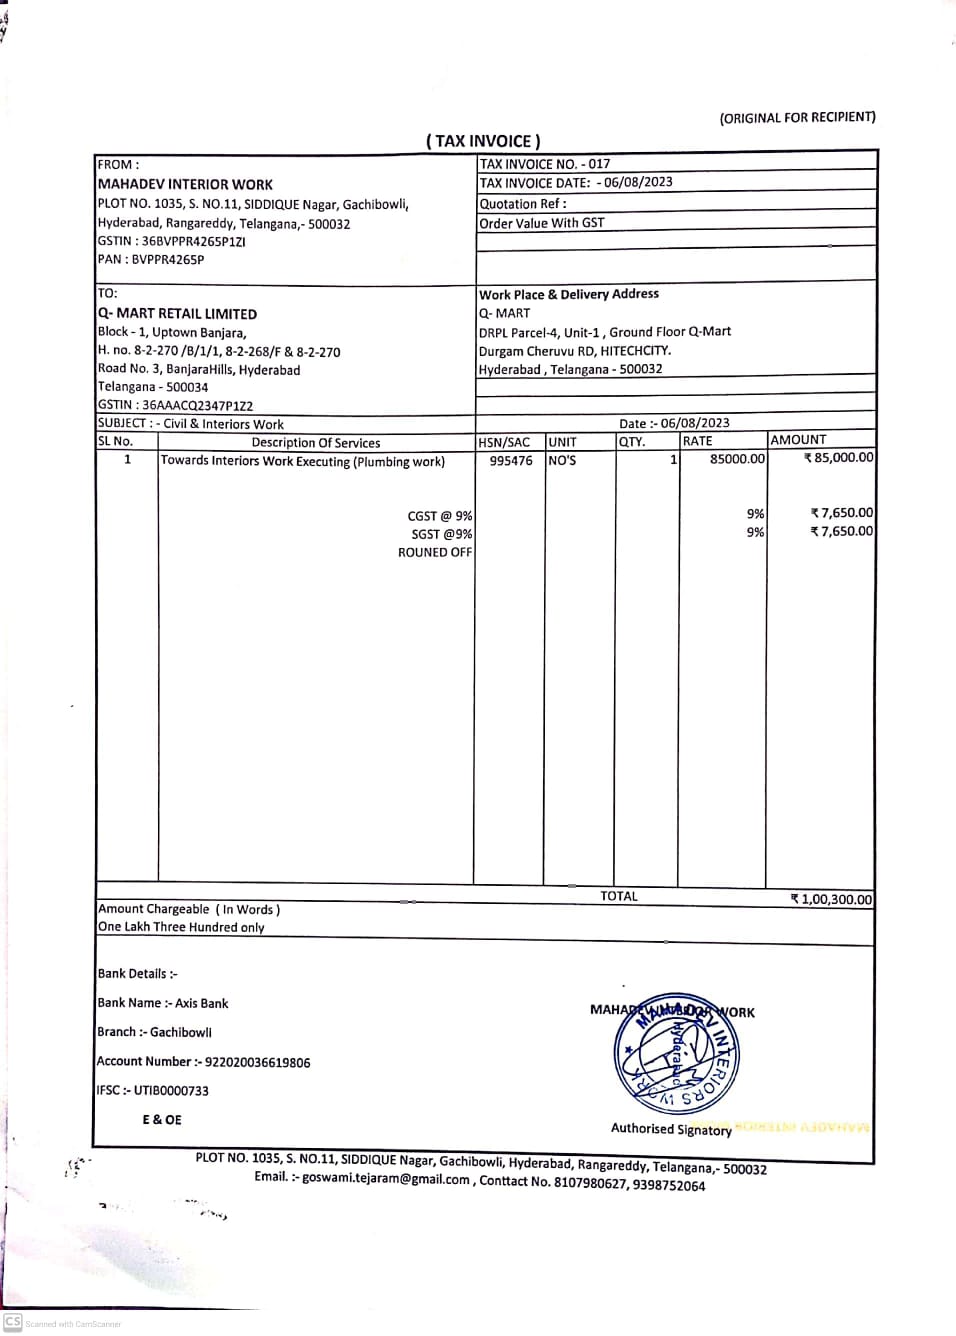 (ORIGINAL FOR RECIPIENT)
( TAX INVOICE )
FROM :
MAHADEV INTERIOR WORK
PLOT NO. 1035, S. NO.11, SIDDIQUE Nagar, Gachibowli,
Hyderabad, Rangareddy, Telangana,- 500032
GSTIN : 36BVPPR4265P1ZI
PAN : BVPPR4265P
TAX INVOICE NO. - 017
TAX INVOICE DATE: - 06/08/2023
Quotation Ref :
Order Value With GST
TO:
Q- MART RETAIL LIMITED
Block - 1, Uptown Banjara,
H. no. 8-2-270 /B/1/1, 8-2-268/F & 8-2-270
Road No. 3, BanjaraHills, Hyderabad
Telangana - 500034
GSTIN : 36AAACQ2347P1Z2
Work Place & Delivery Address
Q- MART
DRPL Parcel-4, Unit-1 , Ground Floor Q-Mart
Durgam Cheruvu RD, HITECHCITY.
Hyderabad , Telangana - 500032
SUBJECT : - Civil & Interiors Work Date :- 06/08/2023
SL No. Description Of Services HSN/SAC UNIT QTY. RATE AMOUNT
1 Towards Interiors Work Executing (Plumbing work) 995476 NO'S 1 85000.00 ₹ 85,000.00
CGST @ 9% 9% ₹ 7,650.00
SGST @9% 9% ₹ 7,650.00
ROUNED OFF
TOTAL ₹ 1,00,300.00
Amount Chargeable ( In Words )
One Lakh Three Hundred only
Bank Details :-
Bank Name :- Axis Bank
Branch :- Gachibowli
Account Number :- 922020036619806
IFSC :- UTIB0000733
E & OE
MAHADEV INTERIOR WORK
MAHADEV INTERIORS WORK
Hyderabad
Authorised Signatory
PLOT NO. 1035, S. NO.11, SIDDIQUE Nagar, Gachibowli, Hyderabad, Rangareddy, Telangana,- 500032
Email. :- goswami.tejaram@gmail.com , Conttact No. 8107980627, 9398752064
CS Scanned with CamScanner